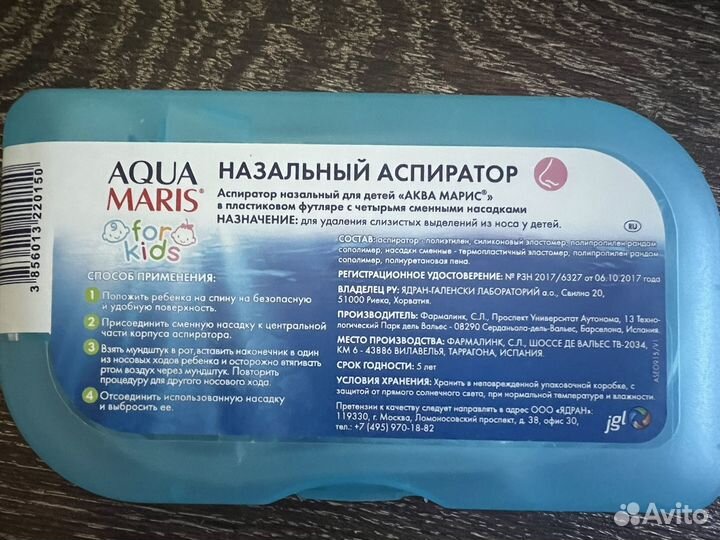 AQUA
MARIS®
for
kids
НАЗАЛЬНЫЙ АСПИРАТОР
Аспиратор назальный для детей «АКВА МАРИС®»
в пластиковом футляре с четырьмя сменными насадками
НАЗНАЧЕНИЕ: для удаления слизистых выделений из носа у детей.
RU
3 856013 220150
СПОСОБ ПРИМЕНЕНИЯ:
1 Положить ребенка на спину на безопасную
и удобную поверхность.
2 Присоединить сменную насадку к центральной
части корпуса аспиратора.
3 Взять мундштук в рот, вставить наконечник в один
из носовых ходов ребенка и осторожно втягивать
ртом воздух через мундштук. Повторить
процедуру для другого носового хода.
4 Отсоединить использованную насадку
и выбросить ее.
СОСТАВ: аспиратор - полиэтилен, силиконовый эластомер, полипропилен рандом
сополимер, насадки сменные - термопластичный эластомер, полипропилен рандом
сополимер, полиуретановая пена.
РЕГИСТРАЦИОННОЕ УДОСТОВЕРЕНИЕ: № РЗН 2017/6327 от 06.10.2017 года
ВЛАДЕЛЕЦ РУ: ЯДРАН-ГАЛЕНСКИ ЛАБОРАТОРИЙ а.о., Свилно 20,
51000 Риека, Хорватия.
ПРОИЗВОДИТЕЛЬ: Фармалинк, С.Л., Проспект Университат Аутонома, 13 Техно-
логический Парк дель Вальес - 08290 Серданьола-дель-Вальес, Барселона, Испания.
МЕСТО ПРОИЗВОДСТВА: ФАРМАЛИНК, С.Л., ШОССЕ ДЕ ВАЛЬЕС ТВ-2034,
КМ 6 - 43886 ВИЛАВЕЛЬЯ, ТАРРАГОНА, ИСПАНИЯ.
СРОК ГОДНОСТИ: 5 лет
УСЛОВИЯ ХРАНЕНИЯ: Хранить в неповрежденной упаковочной коробке, с
защитой от прямого солнечного света, при нормальной температуре и влажности.
Претензии к качеству следует направлять в адрес ООО «ЯДРАН»:
119330, г. Москва, Ломоносовский проспект, д. 38, офис 30,
тел.: +7 (495) 970-18-82
ASEO915/V1
jgl
Avito